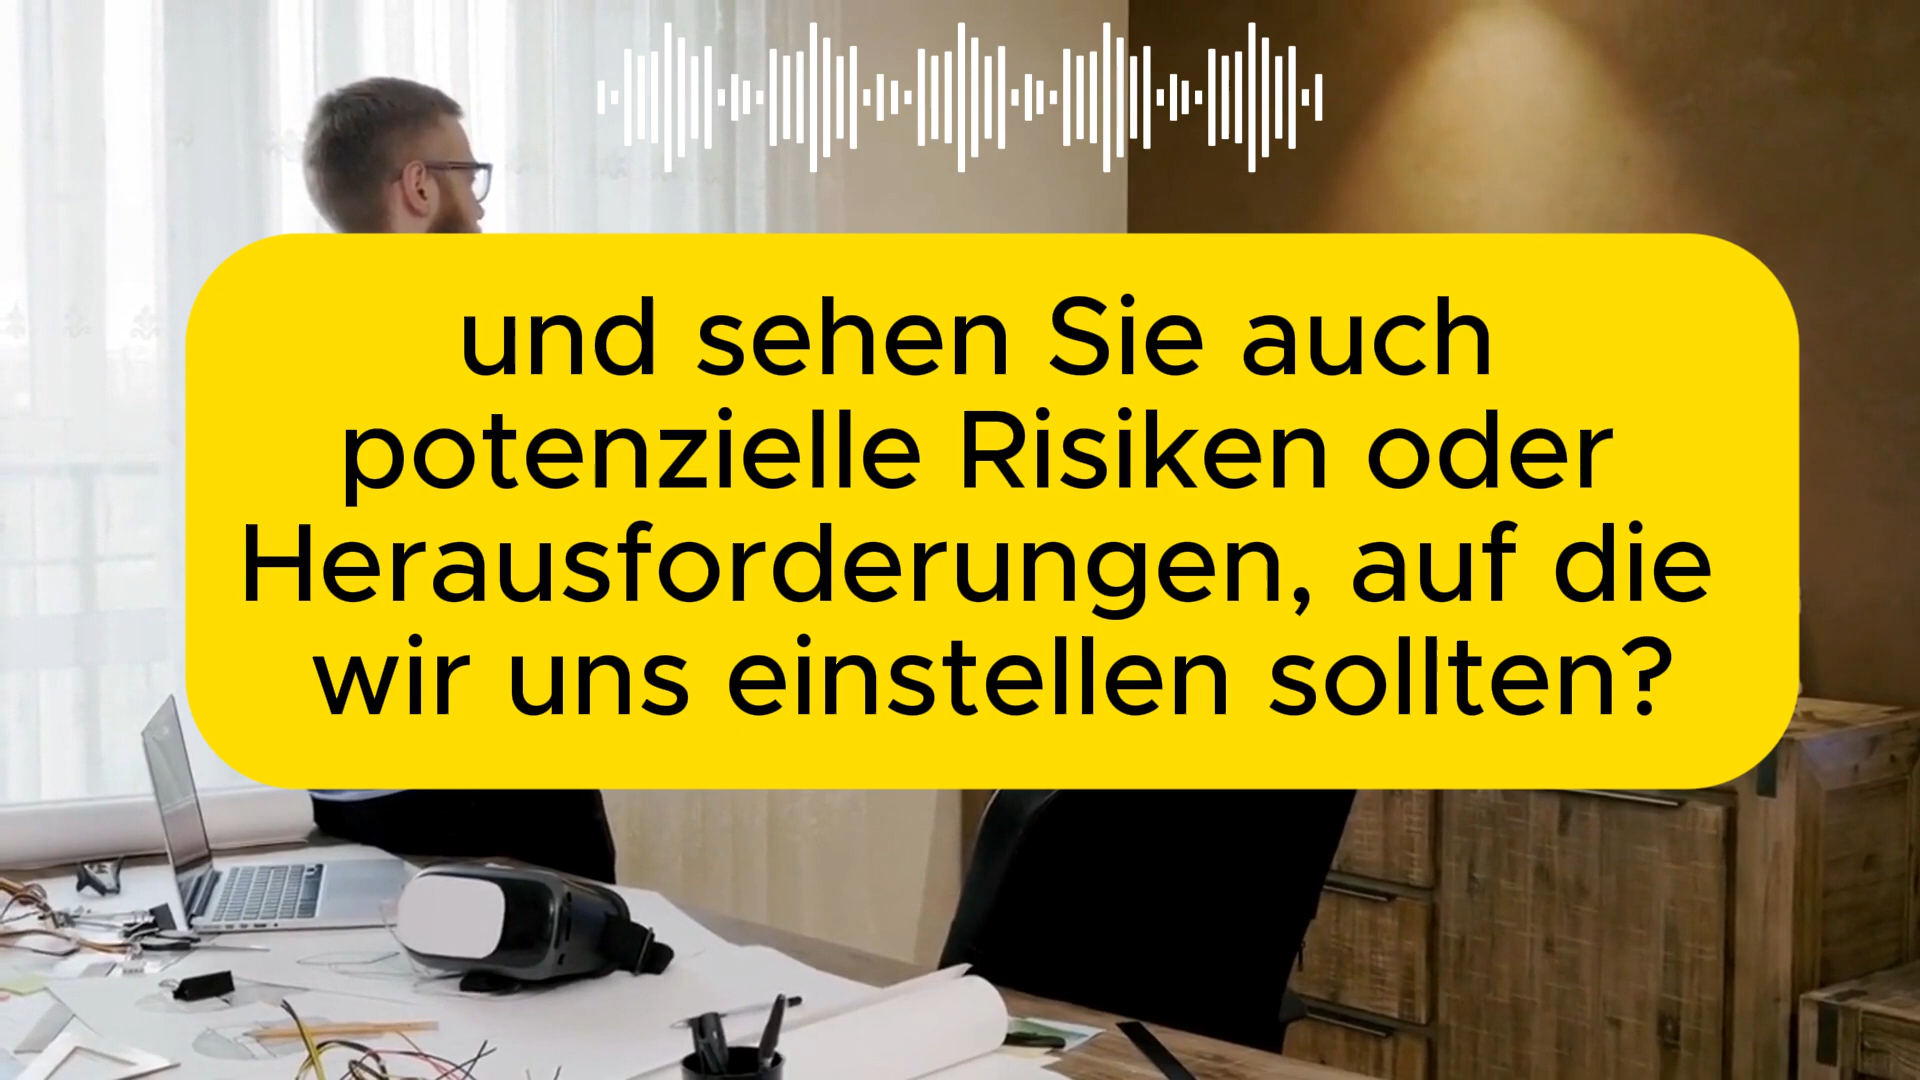 und sehen Sie auch
potenzielle Risiken oder
Herausforderungen, auf die
wir uns einstellen sollten?